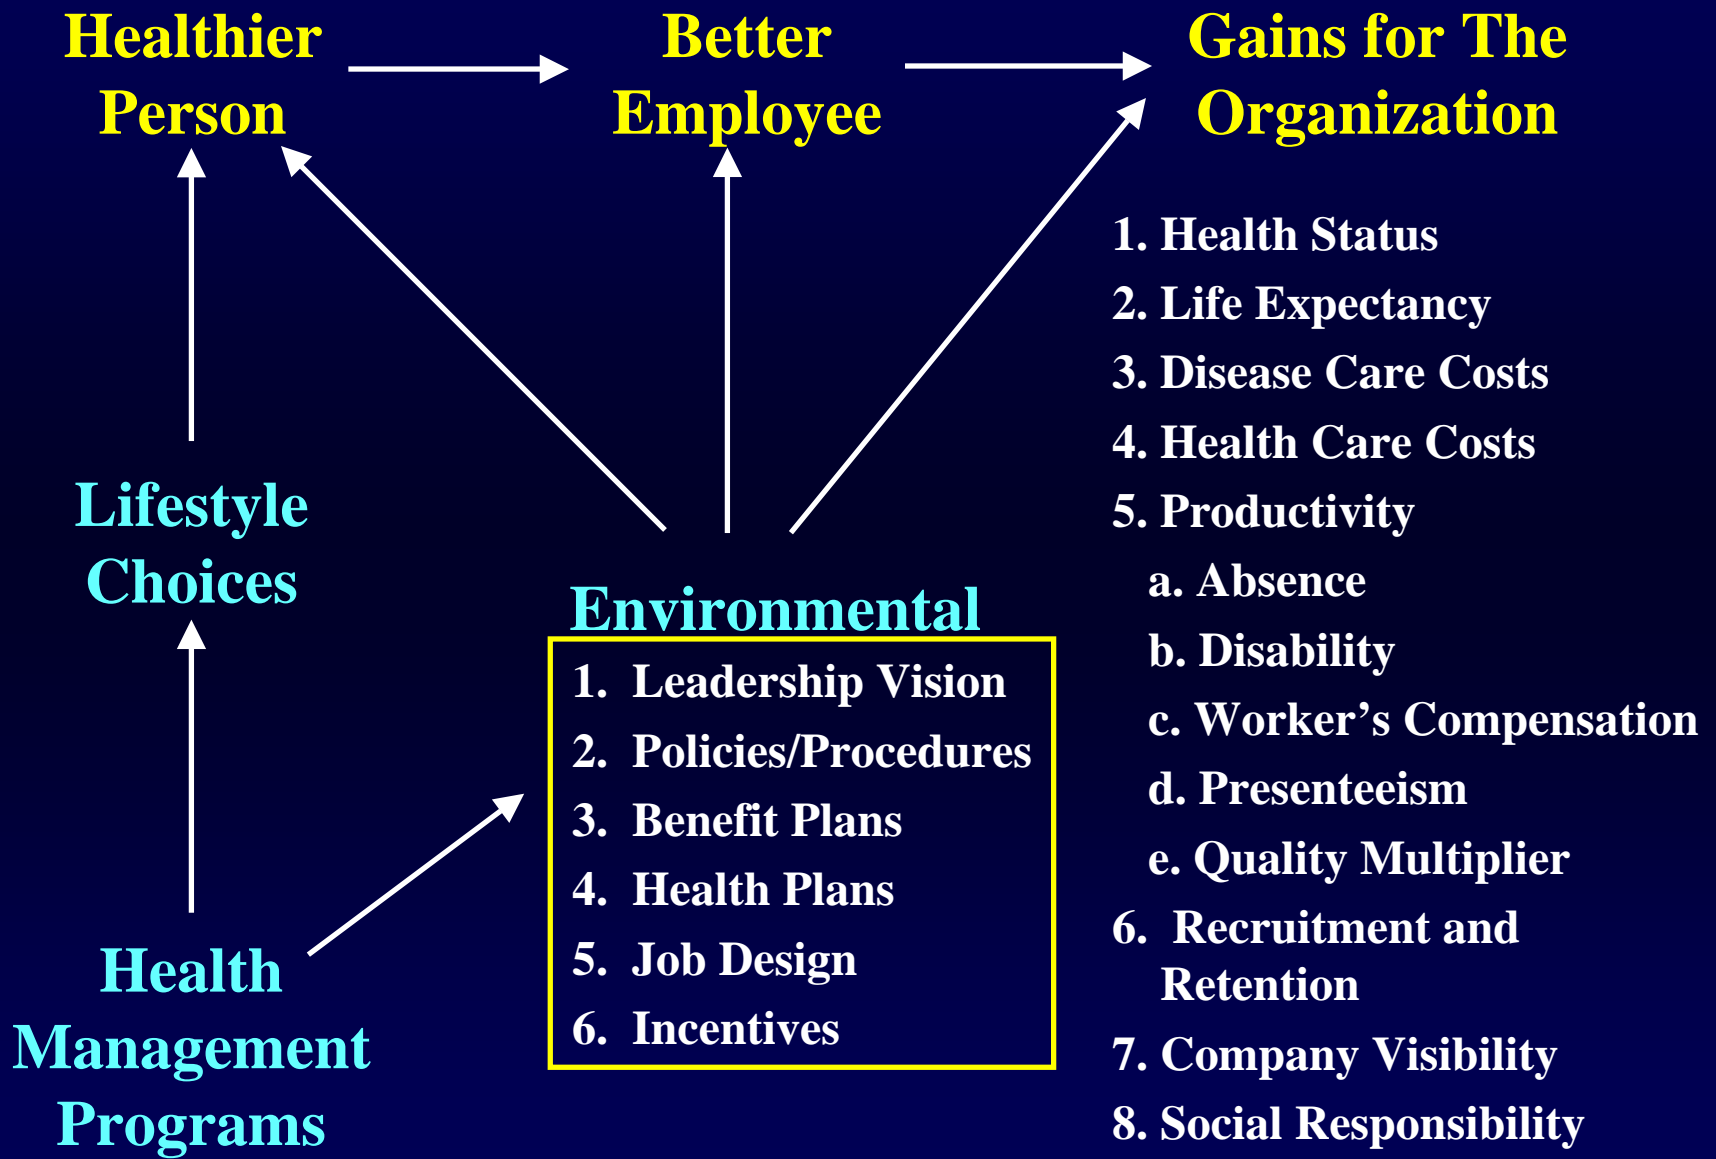 Healthier
Person
Better
Employee
Gains for The
Organization
Lifestyle
Choices
Health
Management
Programs
Environmental
1. Leadership Vision
2. Policies/Procedures
3. Benefit Plans
4. Health Plans
5. Job Design
6. Incentives
1. Health Status
2. Life Expectancy
3. Disease Care Costs
4. Health Care Costs
5. Productivity
a. Absence
b. Disability
c. Worker’s Compensation
d. Presenteeism
e. Quality Multiplier
6. Recruitment and
Retention
7. Company Visibility
8. Social Responsibility